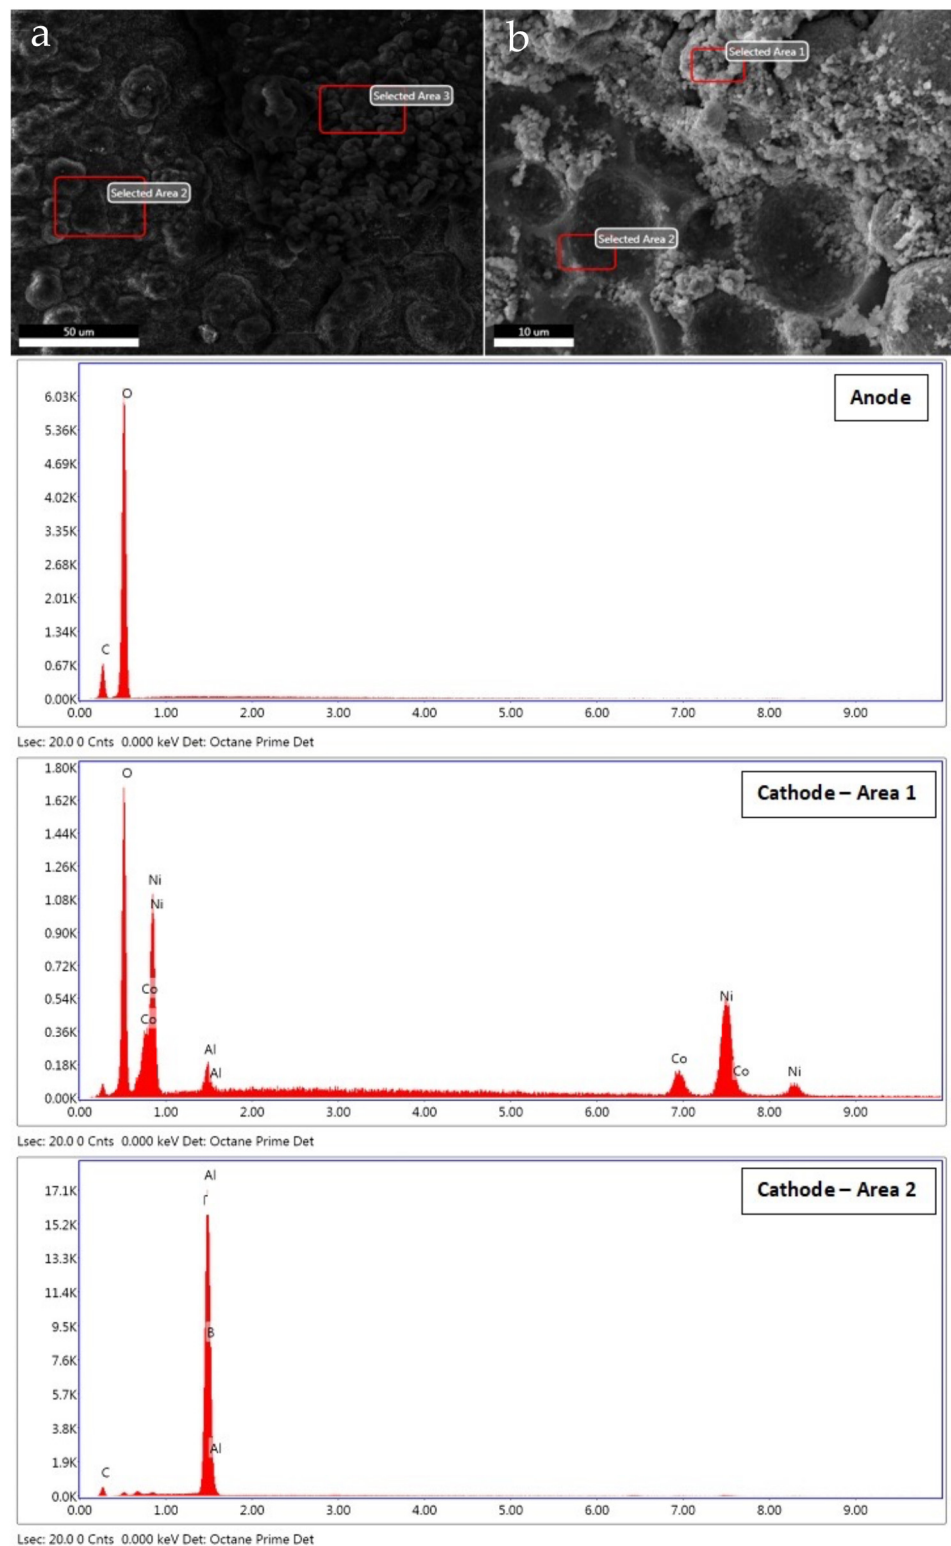 a
b
Selected Area 3
Selected Area 2
50 um
Selected Area 1
Selected Area 2
10 um
Anode
6.03K
5.36K
4.69K
4.02K
3.35K
2.68K
2.01K
1.34K
0.67K
0.00K
O
C
0.00 1.00 2.00 3.00 4.00 5.00 6.00 7.00 8.00 9.00
Lsec: 20.0 0 Cnts 0.000 keV Det: Octane Prime Det
Cathode – Area 1
1.80K
1.62K
1.44K
1.26K
1.08K
0.90K
0.72K
0.54K
0.36K
0.18K
0.00K
O
Ni
Ni
Co
Co
Al
Al
Co
Ni
Co
Ni
0.00 1.00 2.00 3.00 4.00 5.00 6.00 7.00 8.00 9.00
Lsec: 20.0 0 Cnts 0.000 keV Det: Octane Prime Det
Cathode – Area 2
17.1K
15.2K
13.3K
11.4K
9.5K
7.6K
5.7K
3.8K
1.9K
0.0K
Al
Al
C
0.00 1.00 2.00 3.00 4.00 5.00 6.00 7.00 8.00 9.00
Lsec: 20.0 0 Cnts 0.000 keV Det: Octane Prime Det